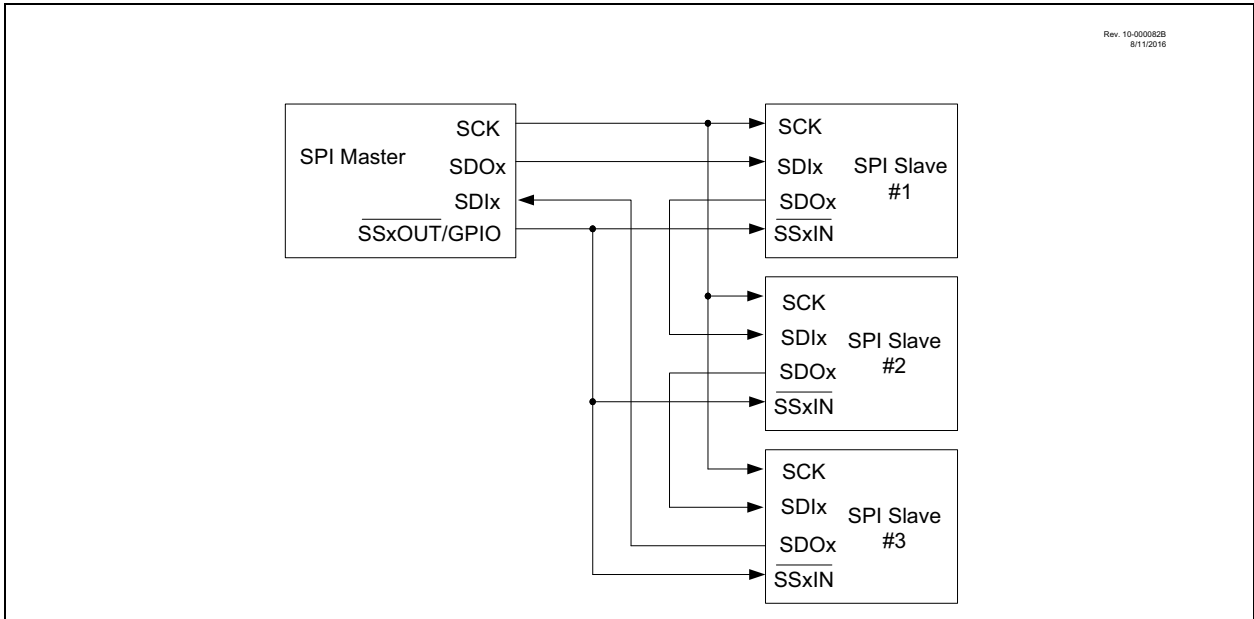 Rev. 10-000082B
8/11/2016
SPI Master
SCK
SDOx
SDIx
SSxOUT/GPIO
SCK
SDIx
SDOx
SSxIN
SPI Slave
#1
SCK
SDIx
SDOx
SSxIN
SPI Slave
#2
SCK
SDIx
SDOx
SSxIN
SPI Slave
#3